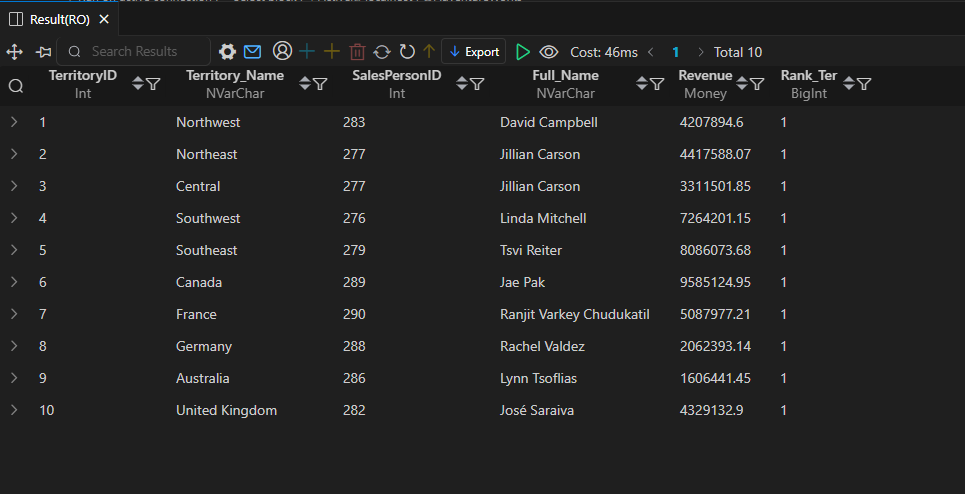 Result(RO)
Search Results Export Cost: 46ms 1 Total 10
TerritoryID Territory_Name SalesPersonID Full_Name Revenue Rank_Ter
Int NVarChar Int NVarChar Money BigInt
1 Northwest 283 David Campbell 4207894.6 1
2 Northeast 277 Jillian Carson 4417588.07 1
3 Central 277 Jillian Carson 3311501.85 1
4 Southwest 276 Linda Mitchell 7264201.15 1
5 Southeast 279 Tsvi Reiter 8086073.68 1
6 Canada 289 Jae Pak 9585124.95 1
7 France 290 Ranjit Varkey Chudukatil 5087977.21 1
8 Germany 288 Rachel Valdez 2062393.14 1
9 Australia 286 Lynn Tsoflias 1606441.45 1
10 United Kingdom 282 José Saraiva 4329132.9 1